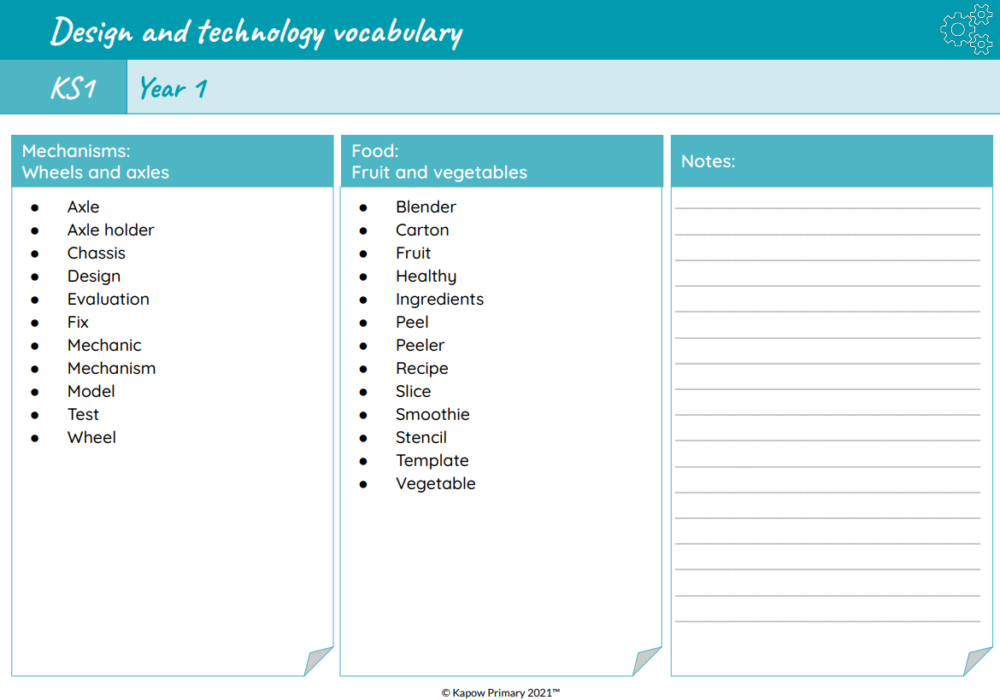 Design and technology vocabulary
KS1
Year 1
Mechanisms:
Wheels and axles
● Axle
● Axle holder
● Chassis
● Design
● Evaluation
● Fix
● Mechanic
● Mechanism
● Model
● Test
● Wheel
Food:
Fruit and vegetables
● Blender
● Carton
● Fruit
● Healthy
● Ingredients
● Peel
● Peeler
● Recipe
● Slice
● Smoothie
● Stencil
● Template
● Vegetable
Notes:
© Kapow Primary 2021™